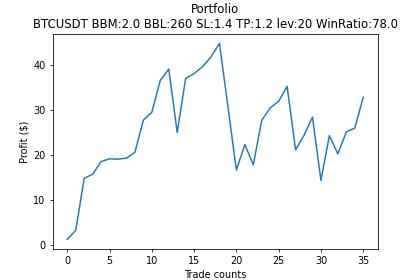 Portfolio
BTCUSDT BBM:2.0 BBL:260 SL:1.4 TP:1.2 lev:20 WinRatio:78.0
40
30
20
10
0
Profit ($)
0 5 10 15 20 25 30 35
Trade counts